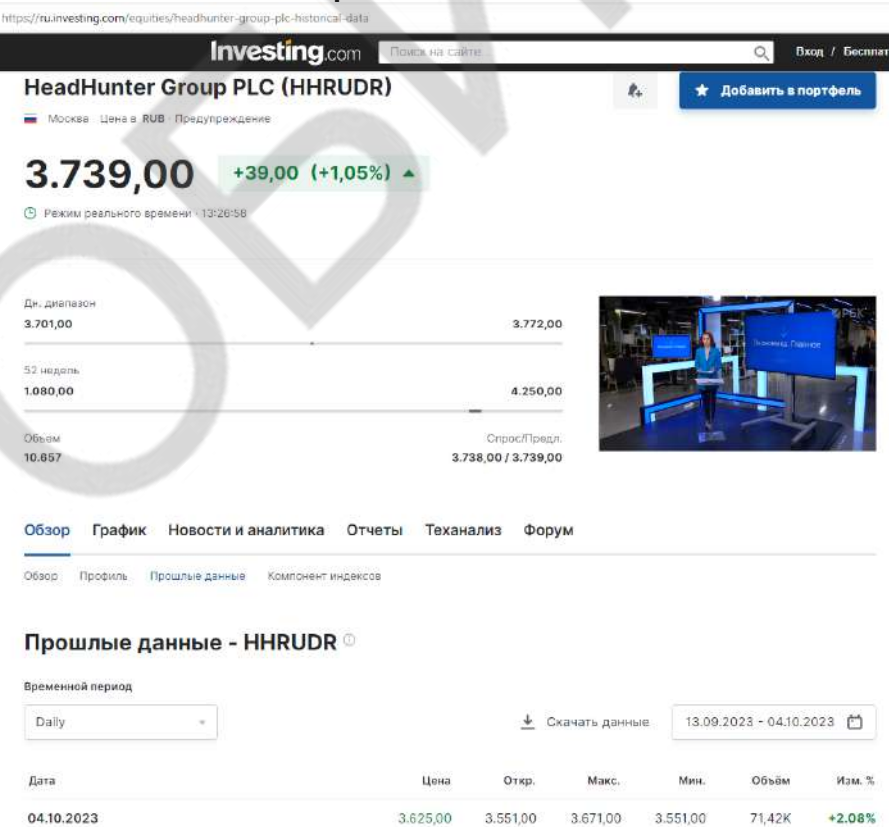 https://ru.investing.com/equities/headhunter-group-plc-historical-data
Investing.com Поиск на сайте... Вход / Бесплат
HeadHunter Group PLC (HHRUDR)
Добавить в портфель
Москва · Цена в RUB · Предупреждение
3.739,00 +39,00 (+1,05%)
Режим реального времени · 13:26:58
Дн. диапазон
3.701,00 3.772,00
52 недель
1.080,00 4.250,00
Объём Спрос/Предл.
10.657 3.738,00 / 3.739,00
РБК
Экономика. Главное
Обзор График Новости и аналитика Отчеты Теханализ Форум
Обзор Профиль Прошлые данные Компонент индексов
Прошлые данные - HHRUDR
Временной период
Daily Скачать данные 13.09.2023 - 04.10.2023
Дата Цена Откр. Макс. Мин. Объём Изм. %
04.10.2023 3.625,00 3.551,00 3.671,00 3.551,00 71,42K +2.08%